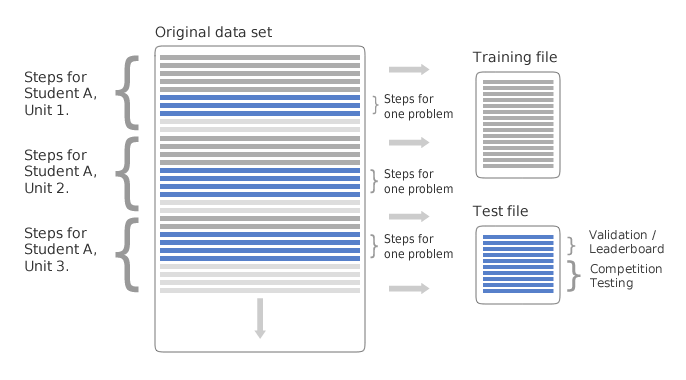 Original data set
Steps for
Student A,
Unit 1.
Steps for
one problem
Steps for
Student A,
Unit 2.
Steps for
one problem
Steps for
Student A,
Unit 3.
Steps for
one problem
Training file
Test file
Validation /
Leaderboard
Competition
Testing